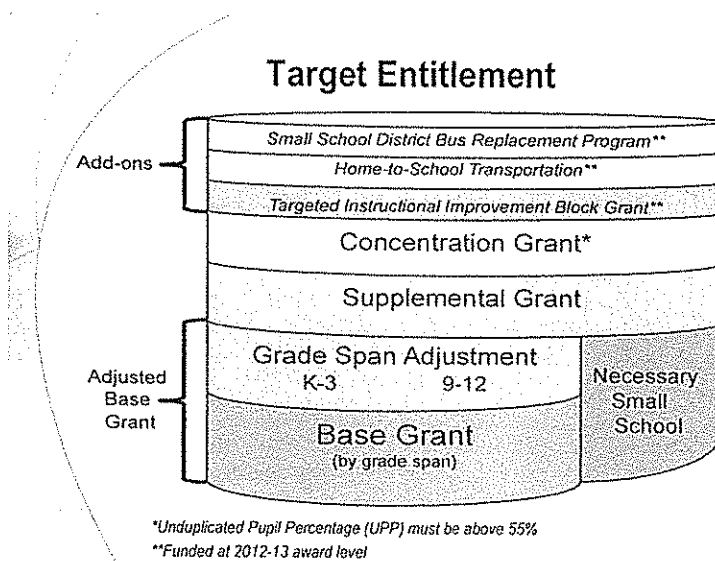 Target Entitlement
Add-ons
Small School District Bus Replacement Program**
Home-to-School Transportation**
Targeted Instructional Improvement Block Grant**
Concentration Grant*
Supplemental Grant
Adjusted
Base
Grant
Grade Span Adjustment
K-3 9-12
Base Grant
(by grade span)
Necessary
Small
School
*Unduplicated Pupil Percentage (UPP) must be above 55%
**Funded at 2012-13 award level